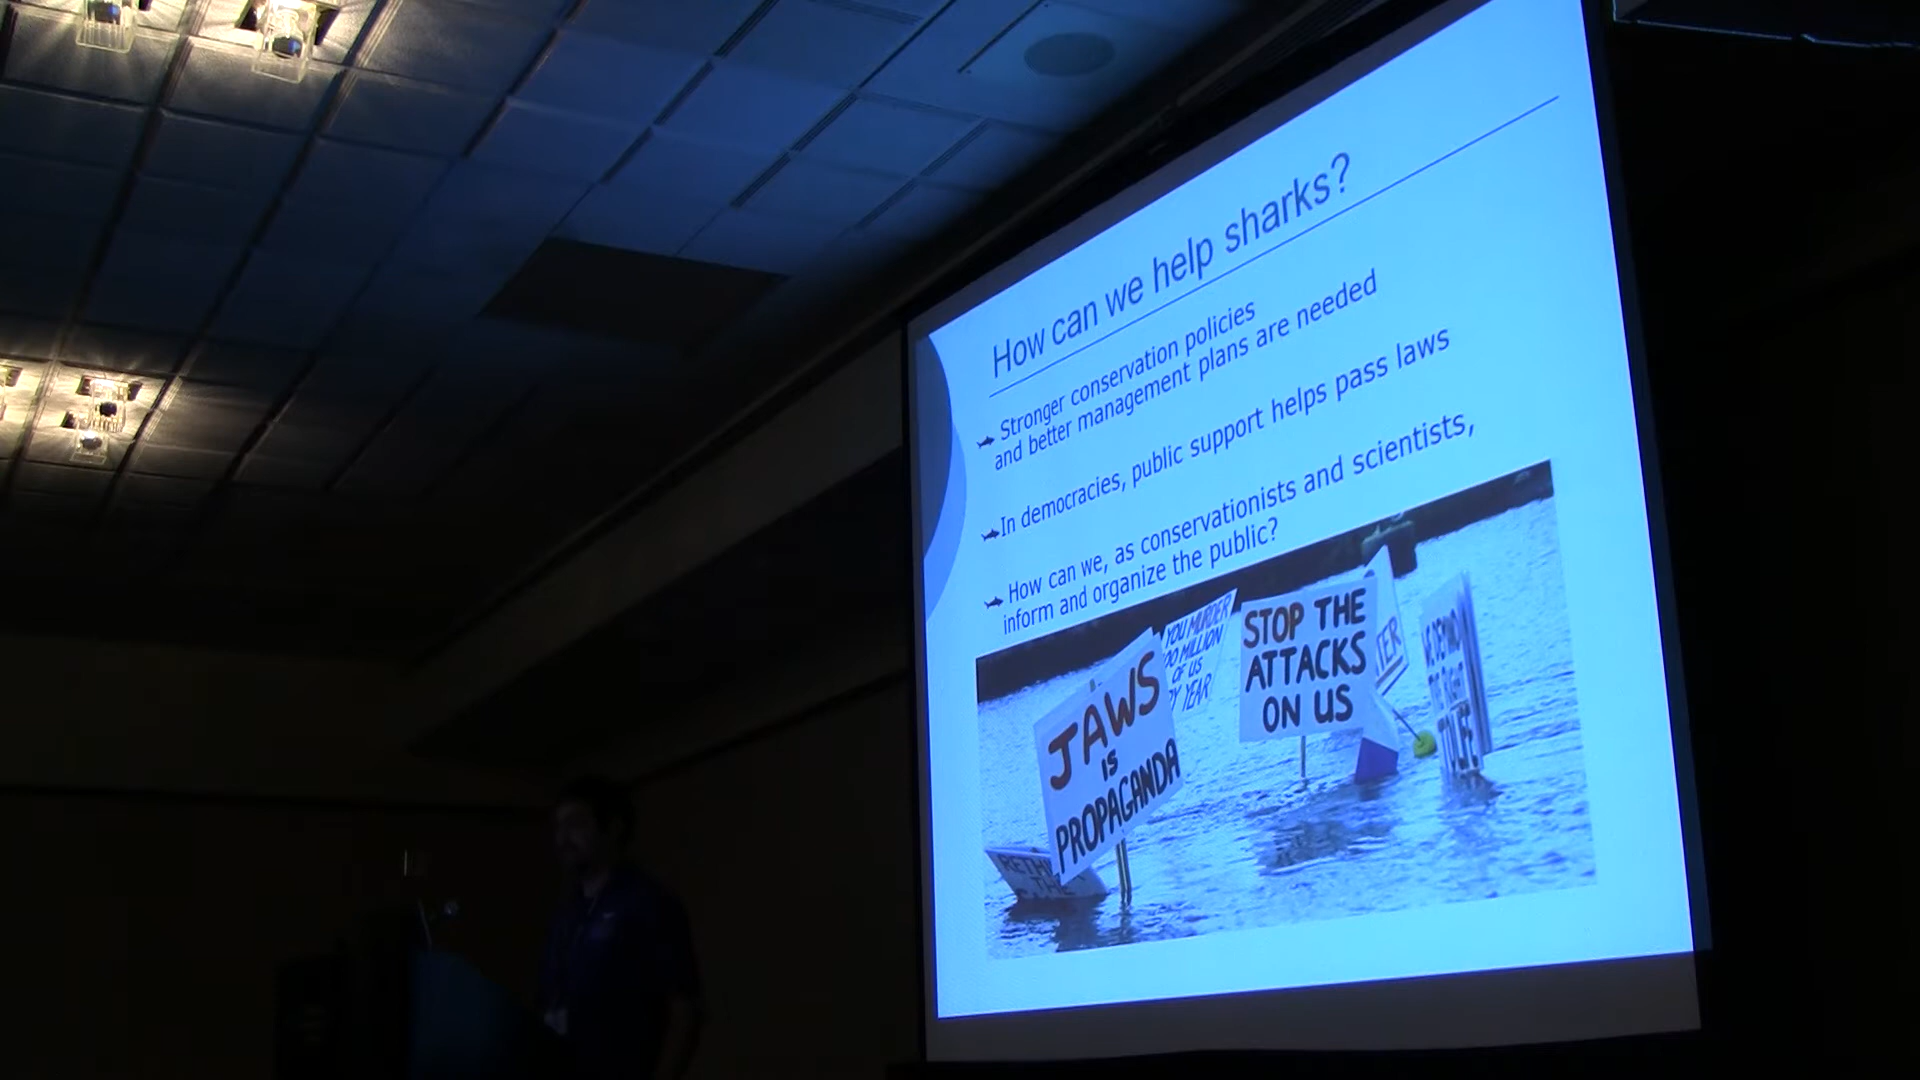 How can we help sharks?
Stronger conservation policies
and better management plans are needed
In democracies, public support helps pass laws
How can we, as conservationists and scientists,
inform and organize the public?
YOU MURDER
MILLION
OF US
YEAR
STOP THE
ATTACKS
ON US
JAWS
IS
PROPAGANDA
THE